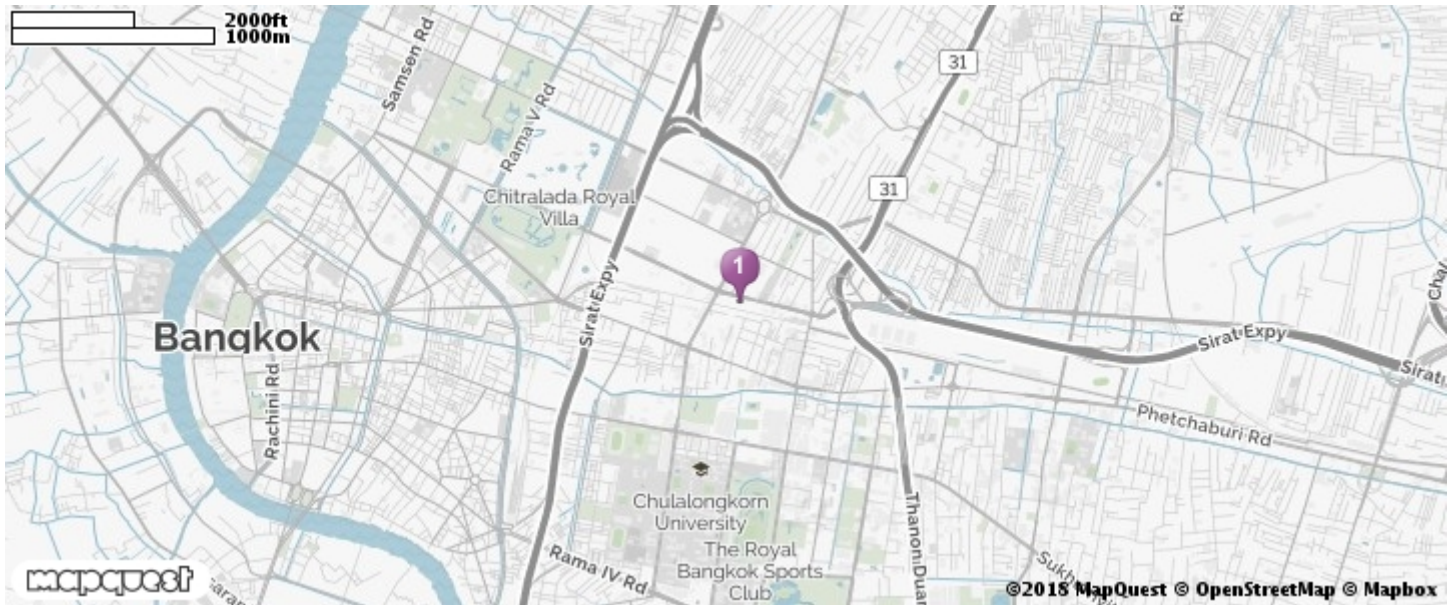 2000ft
1000m
Samsen Rd
Rama V Rd
31
Chitralada Royal
Villa
31
1
Sirat Expy
Bangkok
Rachini Rd
Sirat Expy
Sirat
Phetchaburi Rd
Chulalongkorn
University
Rama IV Rd
The Royal
Bangkok Sports
Club
Thanon Duan
mapquest
©2018 MapQuest © OpenStreetMap © Mapbox